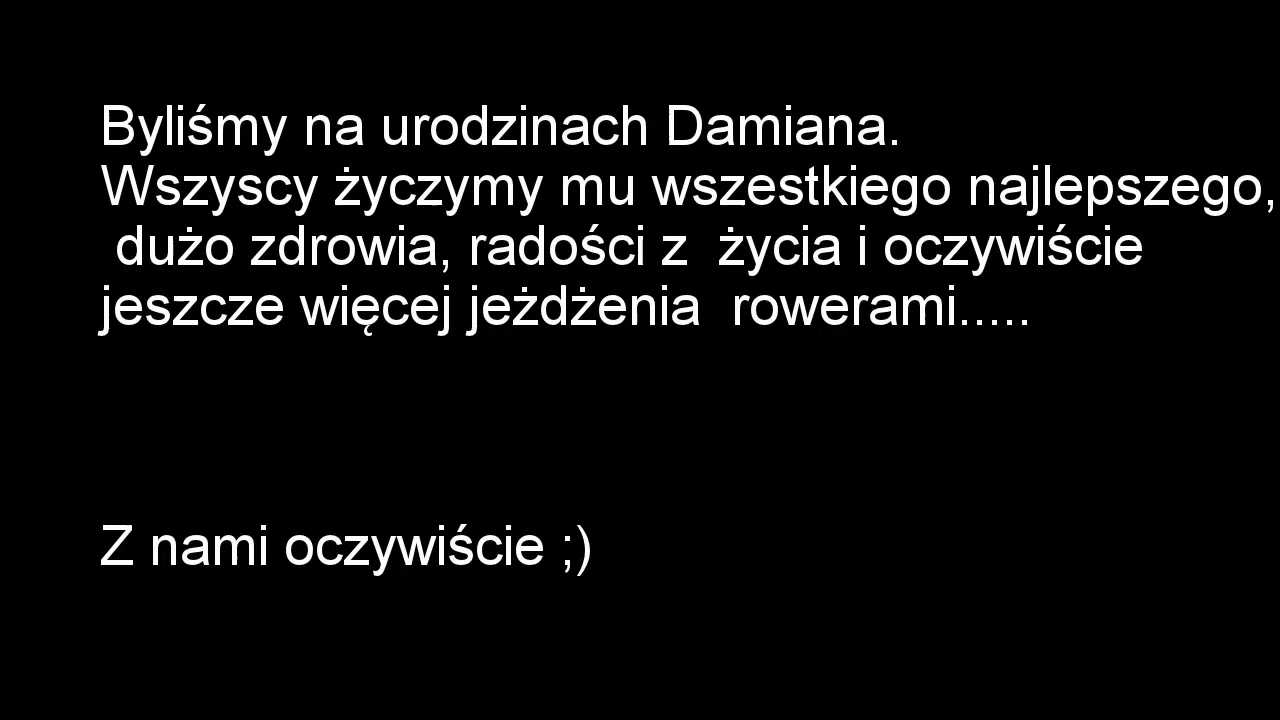 Byliśmy na urodzinach Damiana.
Wszyscy życzymy mu wszestkiego najlepszego,
dużo zdrowia, radości z  życia i oczywiście
jeszcze więcej jeżdżenia  rowerami.....
Z nami oczywiście ;)